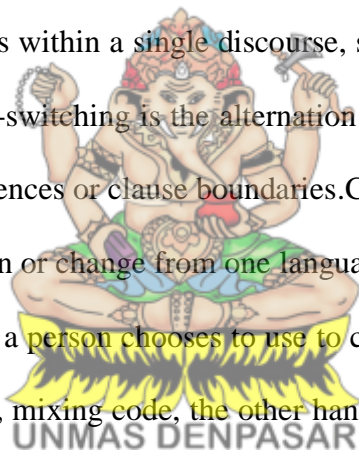 s within a single discourse, s
-switching is the alternation
ences or clause boundaries.C
n or change from one langua
a person chooses to use to c
, mixing code, the other han
UNMAS DENPASAR